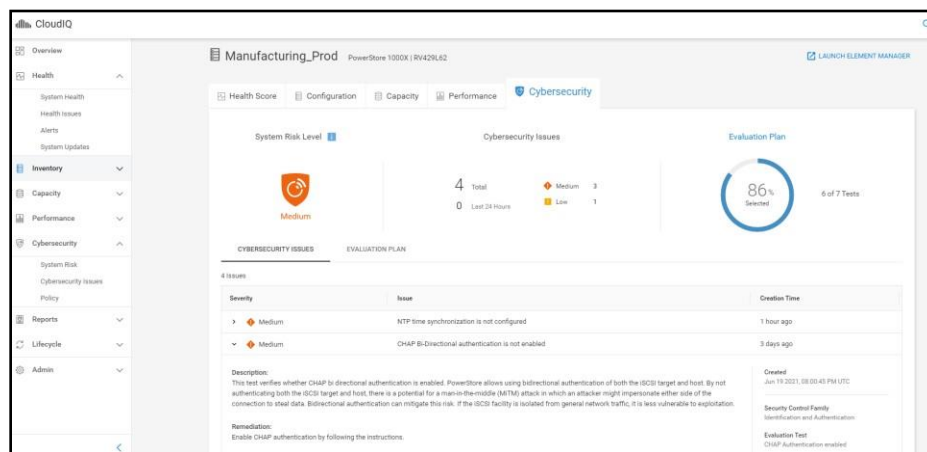 CloudIQ
Overview
Health
System Health
Health Issues
Alerts
System Updates
Inventory
Capacity
Performance
Cybersecurity
System Risk
Cybersecurity Issues
Policy
Reports
Lifecycle
Admin
Manufacturing_Prod PowerStore 1000X | RV429L62
LAUNCH ELEMENT MANAGER
Health Score Configuration Capacity Performance Cybersecurity
System Risk Level
Medium
Cybersecurity Issues
4 Total
0 Last 24 Hours
Medium 3
Low 1
Evaluation Plan
86%
Selected
6 of 7 Tests
CYBERSECURITY ISSUES EVALUATION PLAN
4 Issues
Severity Issue Creation Time
Medium NTP time synchronization is not configured 1 hour ago
Medium CHAP Bi-Directional authentication is not enabled 3 days ago
Description:
This test verifies whether CHAP bi directional authentication is enabled. PowerStore allows using bidirectional authentication of both the iSCSI target and host. By not
authenticating both the iSCSI target and host, there is a potential for a man-in-the-middle (MiTM) attack in which an attacker might impersonate either side of the
connection to steal data. Bidirectional authentication can mitigate this risk. If the iSCSI facility is isolated from general network traffic, it is less vulnerable to exploitation.
Remediation:
Enable CHAP authentication by following the instructions.
Created
Jun 19 2021, 08:00:45 PM UTC
Security Control Family
Identification and Authentication
Evaluation Test
CHAP Authentication enabled